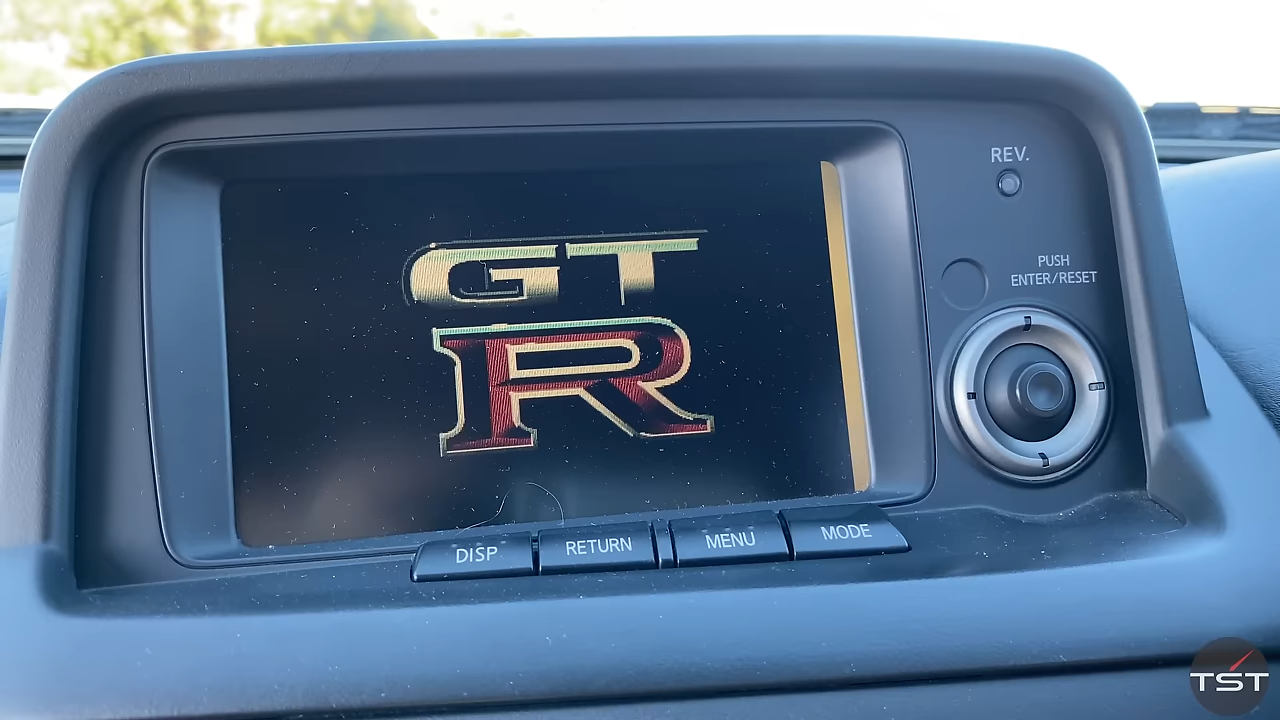 REV.
PUSH
ENTER/RESET
GT
R
DISP
RETURN
MENU
MODE
TST